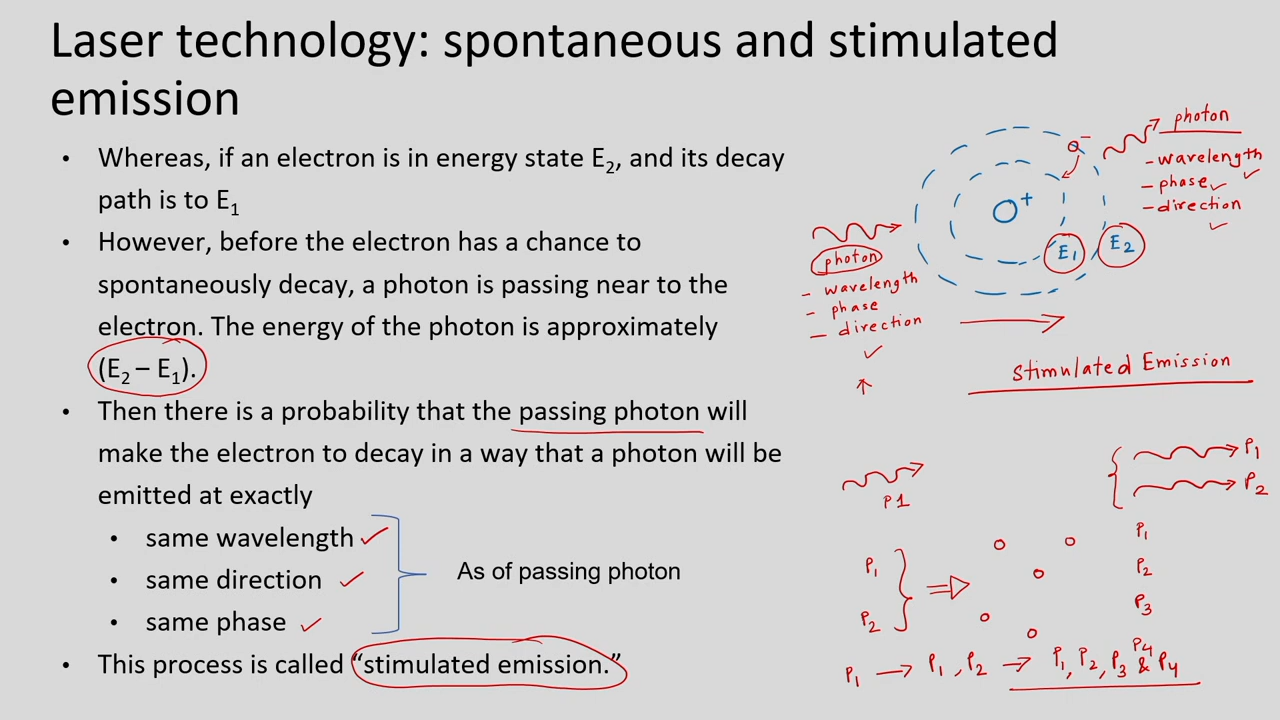 Laser technology: spontaneous and stimulated
emission
• Whereas, if an electron is in energy state E₂, and its decay
path is to E₁
• However, before the electron has a chance to
spontaneously decay, a photon is passing near to the
electron. The energy of the photon is approximately
(E₂ – E₁).
• Then there is a probability that the passing photon will
make the electron to decay in a way that a photon will be
emitted at exactly
• same wavelength
• same direction
• same phase
As of passing photon
• This process is called “stimulated emission.”
photon
- wavelength
- phase
- direction
e⁻
O⁺
E₁
E₂
photon
- wavelength
- phase
- direction
Stimulated Emission
P1
P₁
P₂
P₁
P₂
P₁
P₂
P₃
P₄
P₁ → P₁, P₂ → P₁, P₂, P₃ & P₄